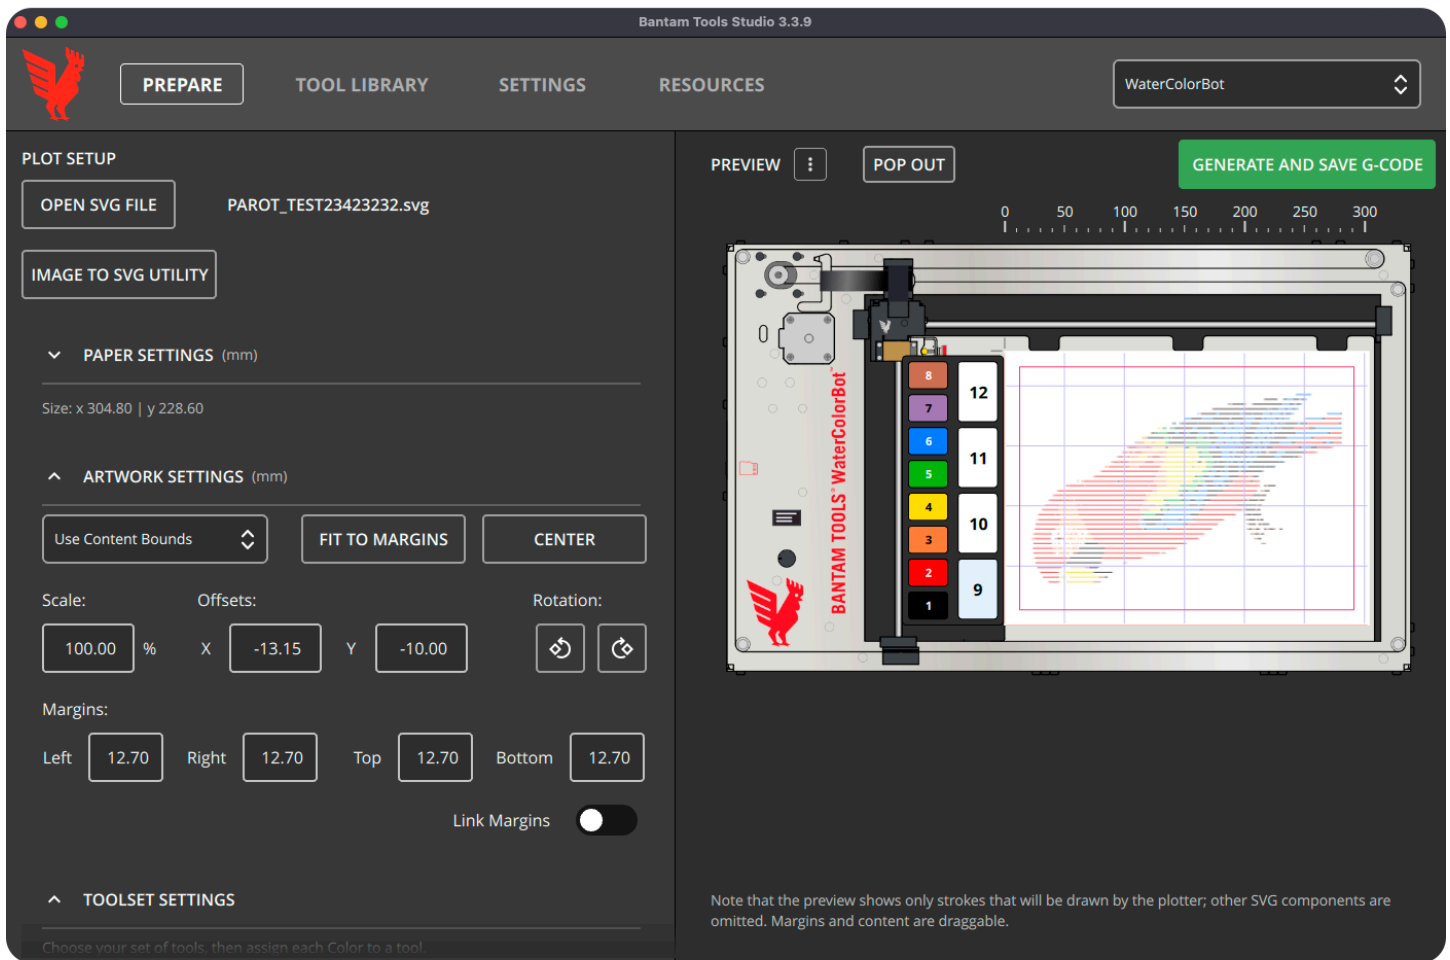 Bantam Tools Studio 3.3.9
PREPARE
TOOL LIBRARY
SETTINGS
RESOURCES
WaterColorBot
PLOT SETUP
OPEN SVG FILE
PAROT_TEST23423232.svg
IMAGE TO SVG UTILITY
PAPER SETTINGS (mm)
Size: x 304.80 | y 228.60
ARTWORK SETTINGS (mm)
Use Content Bounds
FIT TO MARGINS
CENTER
Scale:
Offsets:
Rotation:
100.00 %
X -13.15
Y -10.00
Margins:
Left 12.70
Right 12.70
Top 12.70
Bottom 12.70
Link Margins
TOOLSET SETTINGS
Choose your set of tools, then assign each Color to a tool.
PREVIEW
POP OUT
GENERATE AND SAVE G-CODE
0 50 100 150 200 250 300
BANTAM TOOLS® WaterColorBot™
8
7
6
5
4
3
2
1
12
11
10
9
Note that the preview shows only strokes that will be drawn by the plotter; other SVG components are
omitted. Margins and content are draggable.